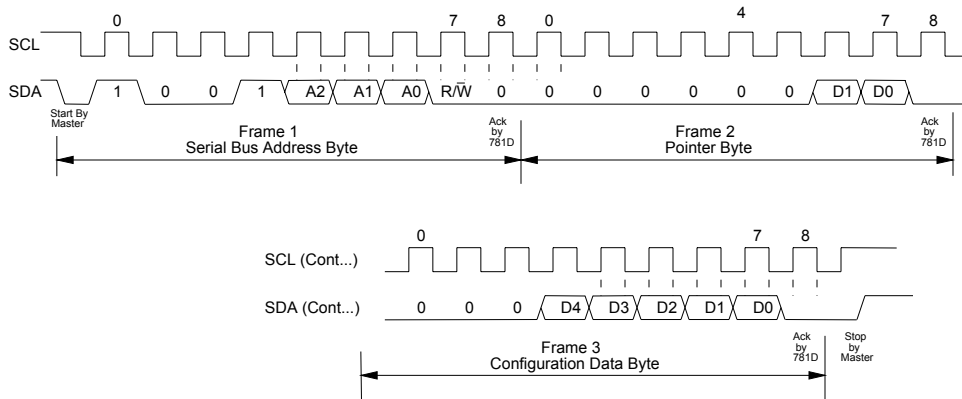 0 7 8 0 4 7 8
SCL
SDA 1 0 0 1 A2 A1 A0 R/W̅ 0 0 0 0 0 0 0 D1 D0
Start By
Master
Frame 1
Serial Bus Address Byte
Ack
by
781D
Frame 2
Pointer Byte
Ack
by
781D
0 7 8
SCL (Cont...)
SDA (Cont...) 0 0 0 D4 D3 D2 D1 D0
Frame 3
Configuration Data Byte
Ack
by
781D
Stop
by
Master